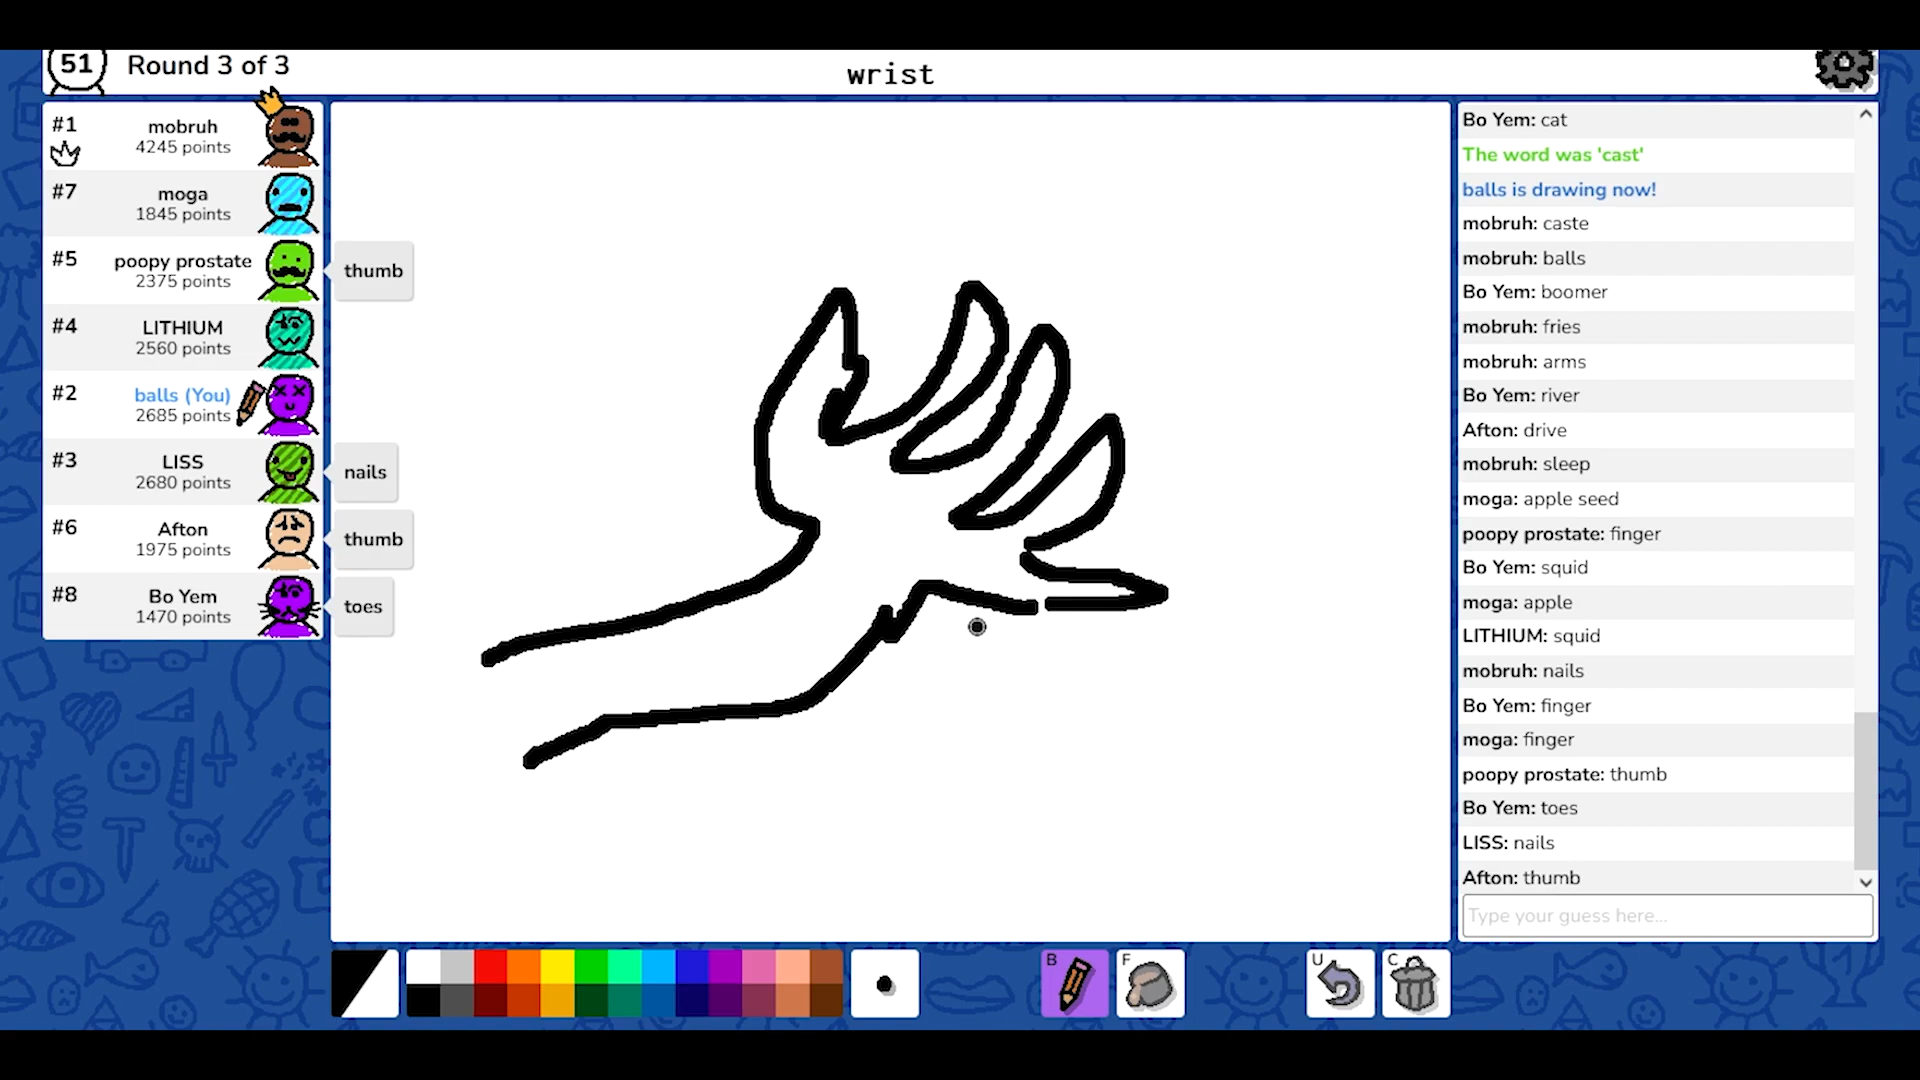 51
Round 3 of 3
wrist
#1
mobruh
4245 points
#7
moga
1845 points
#5
poopy prostate
2375 points
thumb
#4
LITHIUM
2560 points
#2
balls (You)
2685 points
#3
LISS
2680 points
nails
#6
Afton
1975 points
thumb
#8
Bo Yem
1470 points
toes
Bo Yem: cat
The word was 'cast'
balls is drawing now!
mobruh: caste
mobruh: balls
Bo Yem: boomer
mobruh: fries
mobruh: arms
Bo Yem: river
Afton: drive
mobruh: sleep
moga: apple seed
poopy prostate: finger
Bo Yem: squid
moga: apple
LITHIUM: squid
mobruh: nails
Bo Yem: finger
moga: finger
poopy prostate: thumb
Bo Yem: toes
LISS: nails
Afton: thumb
Type your guess here...
B
F
U
C